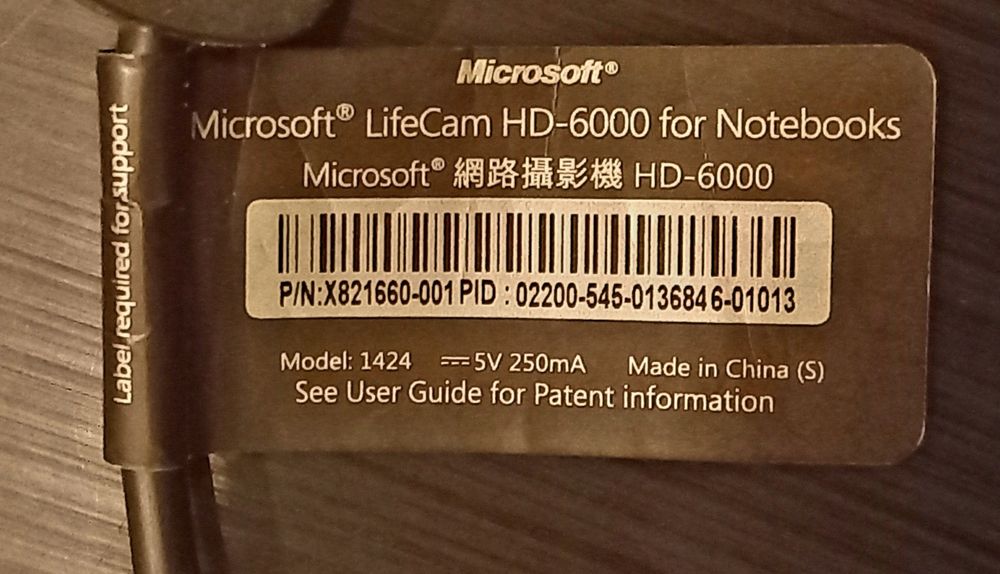 Microsoft®
Microsoft® LifeCam HD-6000 for Notebooks
Microsoft® 網路攝影機 HD-6000
P/N:X821660-001 PID : 02200-545-0136846-01013
Model: 1424 ⎓ 5V 250mA Made in China (S)
See User Guide for Patent information
Label required for support